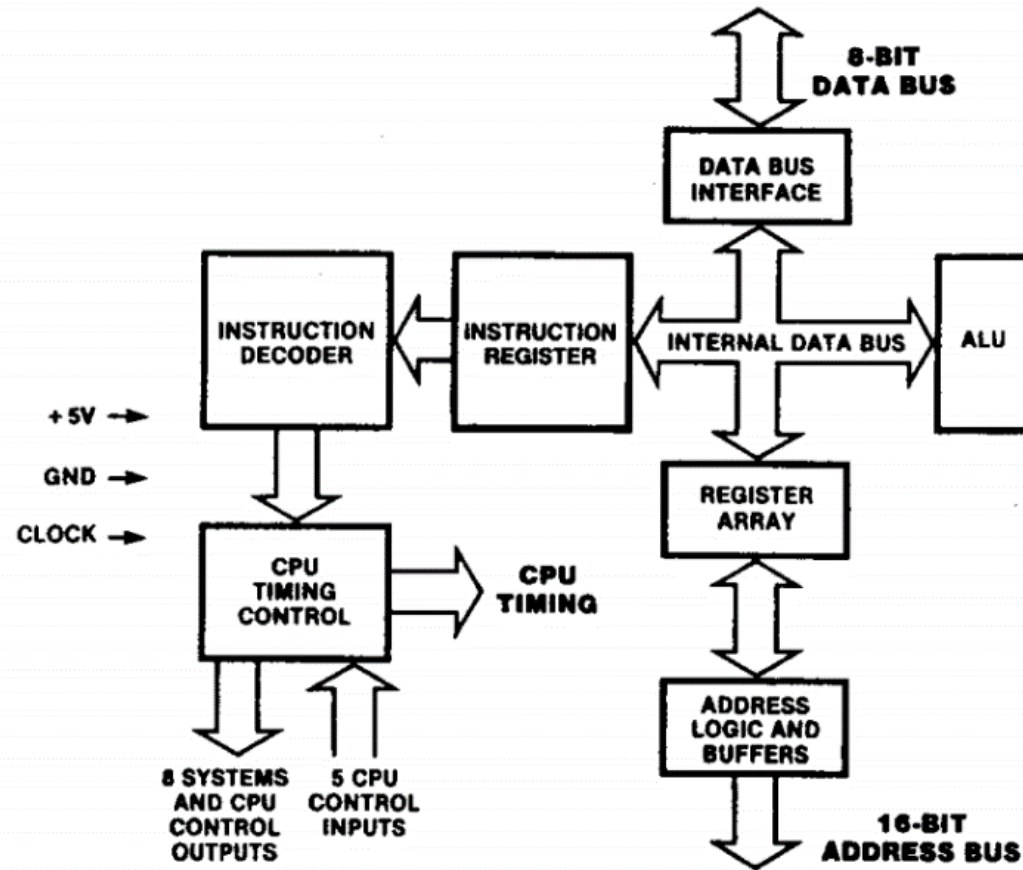 8-BIT
DATA BUS
DATA BUS
INTERFACE
INSTRUCTION
DECODER
INSTRUCTION
REGISTER
INTERNAL DATA BUS
ALU
+ 5V
GND
CLOCK
REGISTER
ARRAY
CPU
TIMING
CONTROL
CPU
TIMING
ADDRESS
LOGIC AND
BUFFERS
8 SYSTEMS
AND CPU
CONTROL
OUTPUTS
5 CPU
CONTROL
INPUTS
16-BIT
ADDRESS BUS